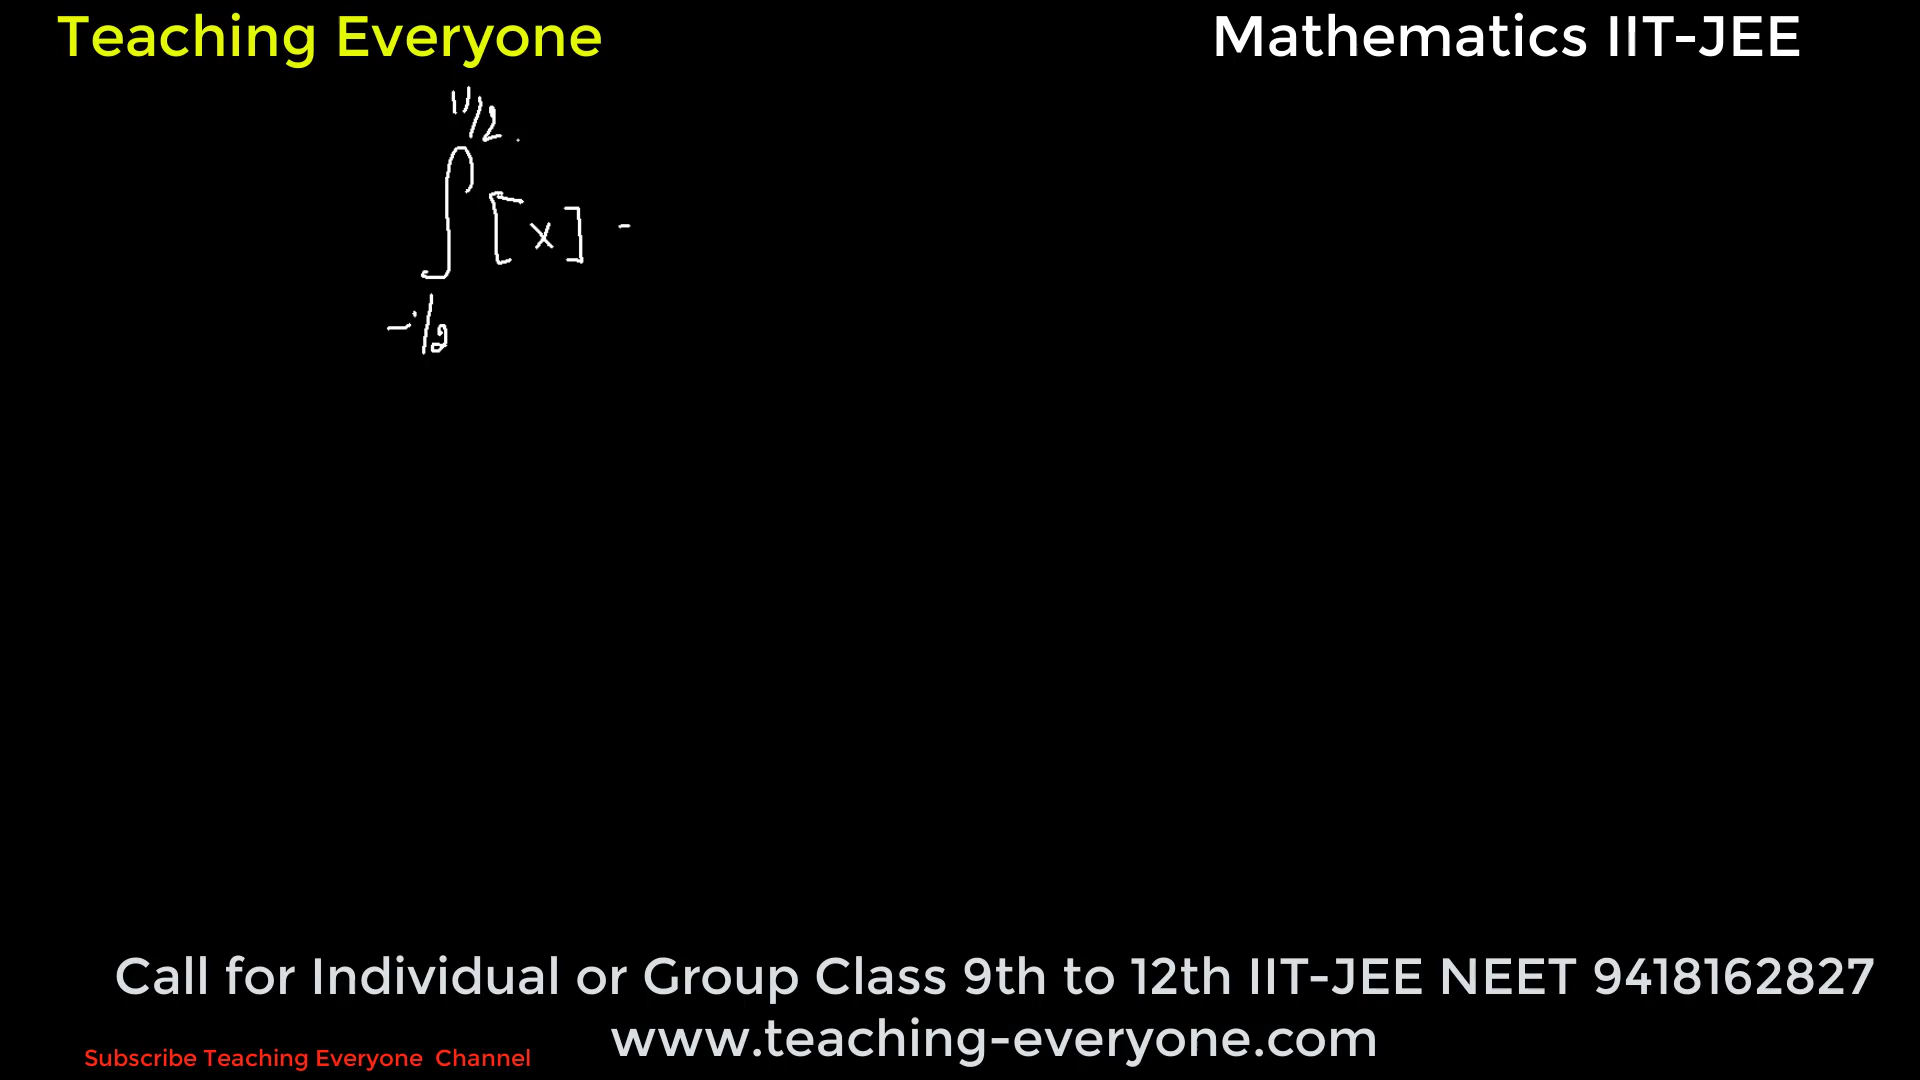 Teaching Everyone
Mathematics IIT-JEE
11/2
∫ [x] -
-1/2
Call for Individual or Group Class 9th to 12th IIT-JEE NEET 9418162827
www.teaching-everyone.com
Subscribe Teaching Everyone Channel